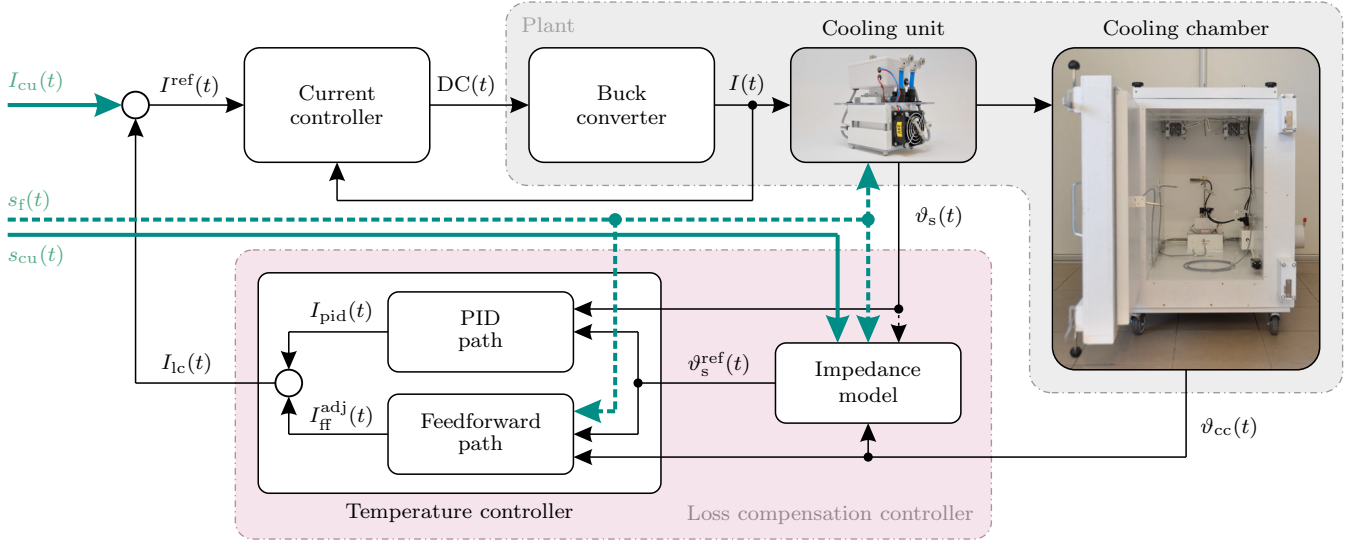 Plant
Cooling unit
Cooling chamber
I_cu(t)
I^ref(t)
Current
controller
DC(t)
Buck
converter
I(t)
s_f(t)
s_cu(t)
ϑ_s(t)
I_pid(t)
PID
path
I_lc(t)
ϑ_s^ref(t)
Impedance
model
I_ff^adj(t)
Feedforward
path
ϑ_cc(t)
Temperature controller
Loss compensation controller